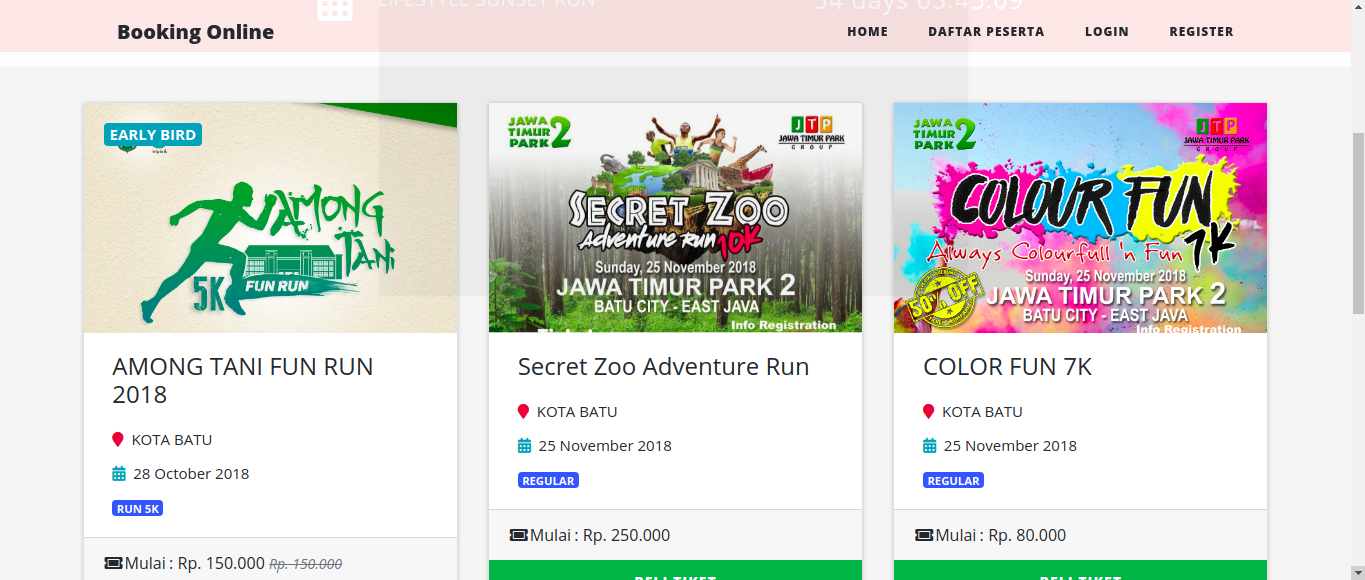 LIFESTYLE SUNSET RUN
54 days 03:45:09
Booking Online
HOME
DAFTAR PESERTA
LOGIN
REGISTER
EARLY BIRD
AMONG
TANI
5K
FUN RUN
AMONG TANI FUN RUN
2018
KOTA BATU
28 October 2018
RUN 5K
Mulai : Rp. 150.000 Rp. 150.000
JAWA
TIMUR
PARK 2
JTP
JAWA TIMUR PARK
GROUP
SECRET ZOO
Adventure Run 10K
Sunday, 25 November 2018
JAWA TIMUR PARK 2
BATU CITY - EAST JAVA
Info Registration
Secret Zoo Adventure Run
KOTA BATU
25 November 2018
REGULAR
Mulai : Rp. 250.000
BELI TIKET
JAWA
TIMUR
PARK 2
JTP
JAWA TIMUR PARK
GROUP
COLOUR FUN
7K
Always Colourfull 'n Fun
50% OFF
Sunday, 25 November 2018
JAWA TIMUR PARK 2
BATU CITY - EAST JAVA
Info Registration
COLOR FUN 7K
KOTA BATU
25 November 2018
REGULAR
Mulai : Rp. 80.000
BELI TIKET